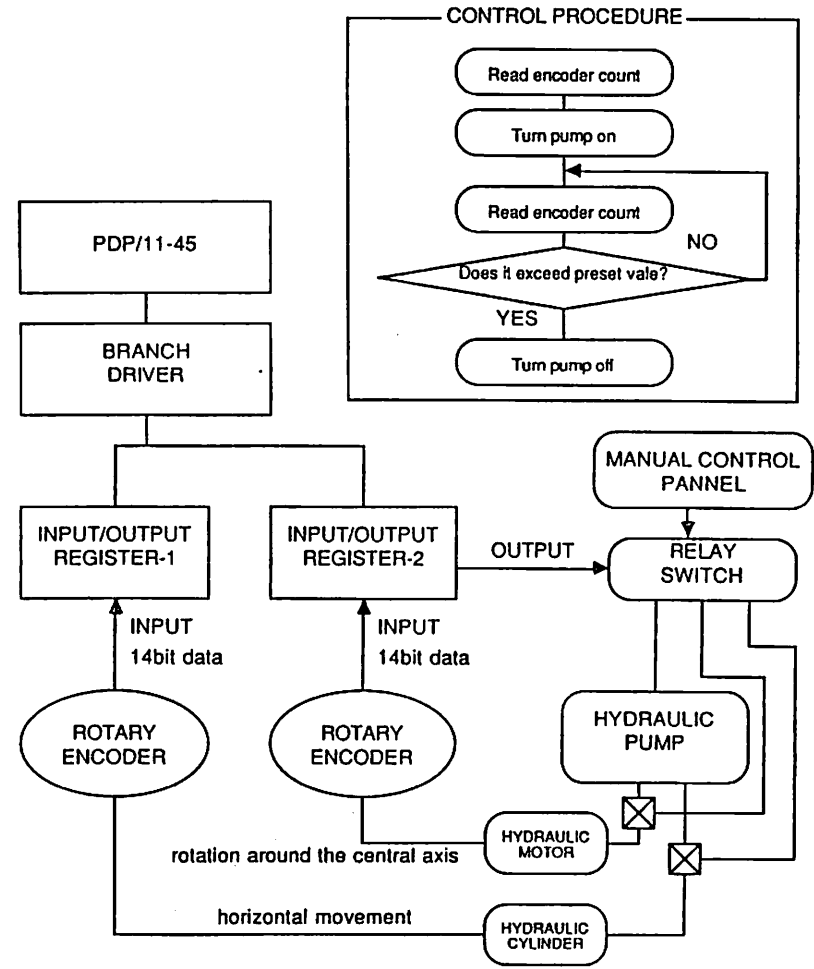 CONTROL PROCEDURE
Read encoder count
Turn pump on
Read encoder count
NO
Does it exceed preset vale?
YES
Turn pump off
PDP/11-45
BRANCH
DRIVER
MANUAL CONTROL
PANNEL
INPUT/OUTPUT
REGISTER-1
INPUT/OUTPUT
REGISTER-2
OUTPUT
RELAY
SWITCH
INPUT
14bit data
INPUT
14bit data
ROTARY
ENCODER
ROTARY
ENCODER
HYDRAULIC
PUMP
rotation around the central axis
HYDRAULIC
MOTOR
horizontal movement
HYDRAULIC
CYLINDER